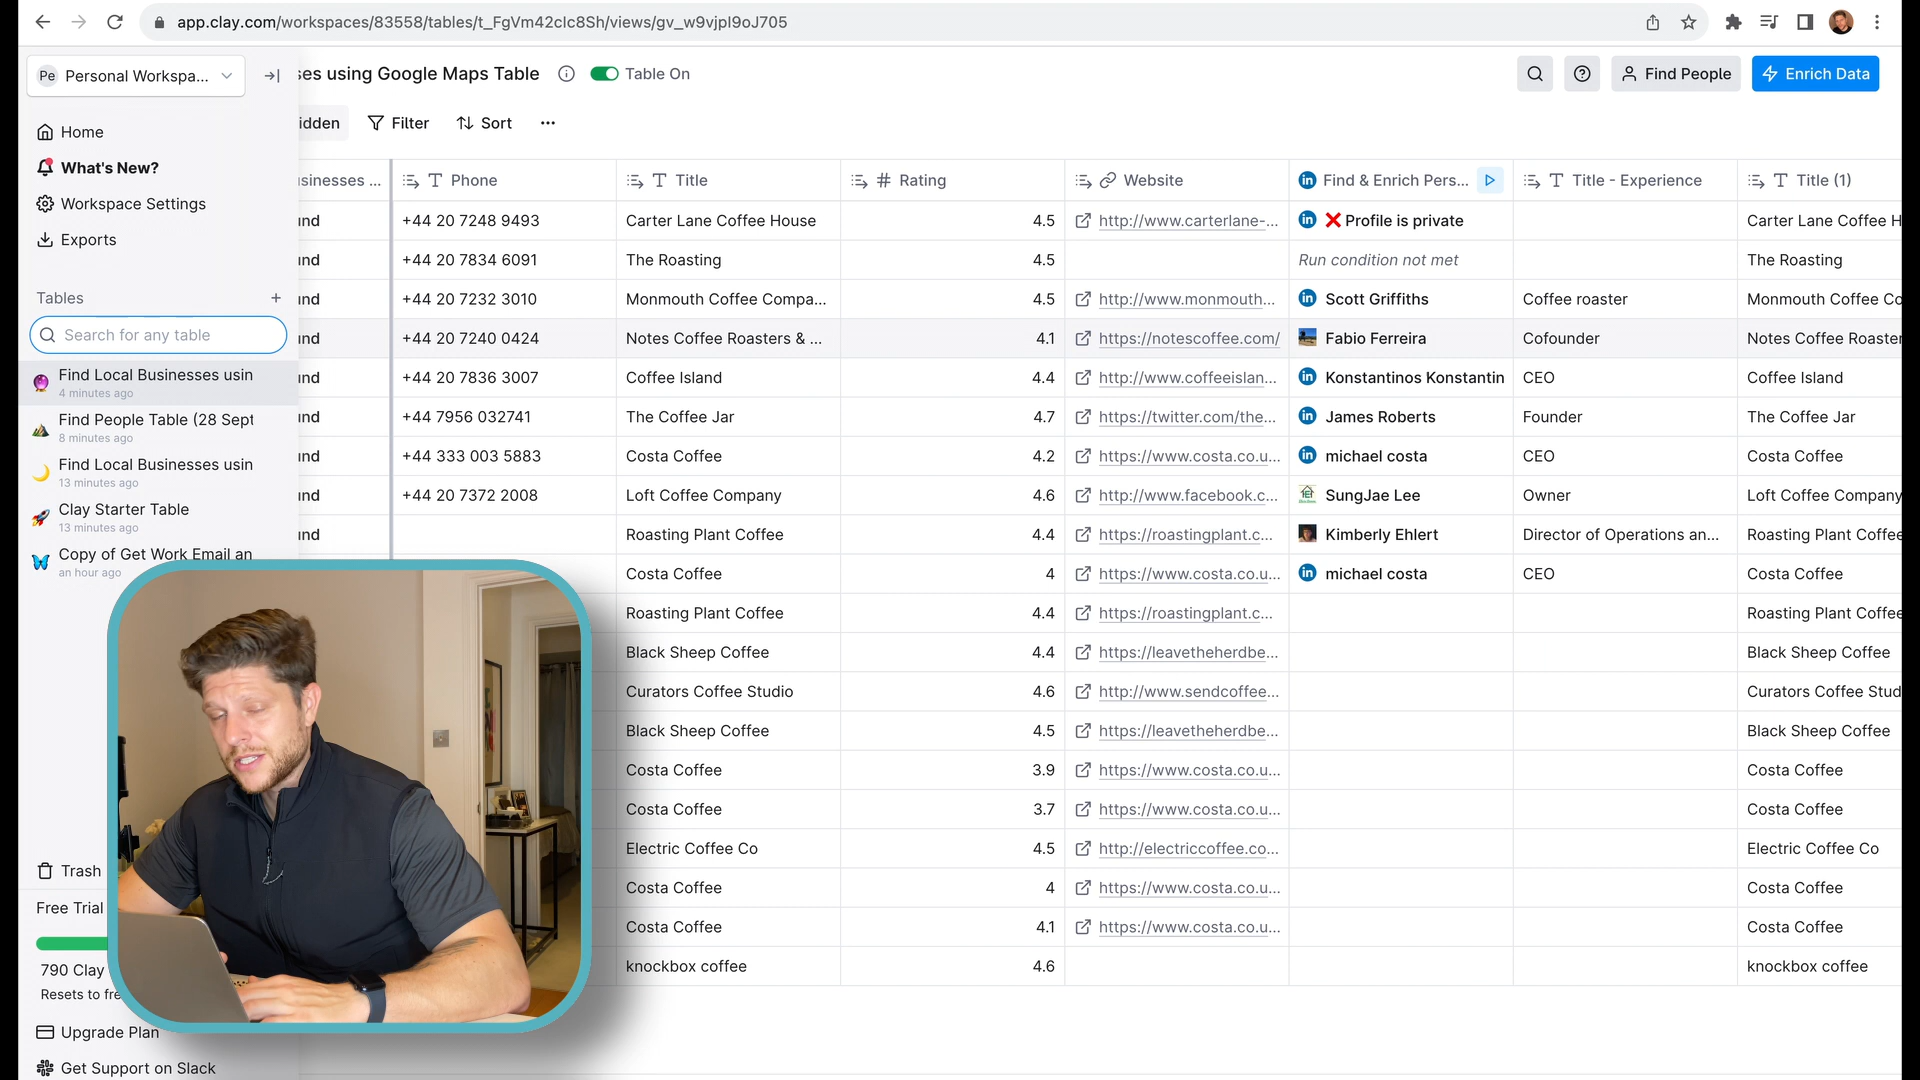 app.clay.com/workspaces/83558/tables/t_FgVm42cIc8Sh/views/gv_w9vjpI9oJ705
Pe Personal Workspa...
ses using Google Maps Table
Table On
Find People
Enrich Data
Home
What's New?
Workspace Settings
Exports
Tables
Search for any table
Find Local Businesses usin
4 minutes ago
Find People Table (28 Sept
8 minutes ago
Find Local Businesses usin
13 minutes ago
Clay Starter Table
13 minutes ago
Copy of Get Work Email an
an hour ago
Trash
Free Trial
790 Clay
Resets to fre
Upgrade Plan
Get Support on Slack
idden Filter Sort
sinesses ... Phone Title # Rating Website in Find & Enrich Pers... Title - Experience Title (1)
und +44 20 7248 9493 Carter Lane Coffee House 4.5 http://www.carterlane-... in ❌ Profile is private Carter Lane Coffee H
und +44 20 7834 6091 The Roasting 4.5 Run condition not met The Roasting
und +44 20 7232 3010 Monmouth Coffee Compa... 4.5 http://www.monmouth... in Scott Griffiths Coffee roaster Monmouth Coffee Co
und +44 20 7240 0424 Notes Coffee Roasters & ... 4.1 https://notescoffee.com/ Fabio Ferreira Cofounder Notes Coffee Roaster
und +44 20 7836 3007 Coffee Island 4.4 http://www.coffeeislan... in Konstantinos Konstantin CEO Coffee Island
und +44 7956 032741 The Coffee Jar 4.7 https://twitter.com/the... in James Roberts Founder The Coffee Jar
und +44 333 003 5883 Costa Coffee 4.2 https://www.costa.co.u... in michael costa CEO Costa Coffee
und +44 20 7372 2008 Loft Coffee Company 4.6 http://www.facebook.c... SungJae Lee Owner Loft Coffee Company
und Roasting Plant Coffee 4.4 https://roastingplant.c... Kimberly Ehlert Director of Operations an... Roasting Plant Coffee
Costa Coffee 4 https://www.costa.co.u... in michael costa CEO Costa Coffee
Roasting Plant Coffee 4.4 https://roastingplant.c... Roasting Plant Coffee
Black Sheep Coffee 4.4 https://leavetheherdbe... Black Sheep Coffee
Curators Coffee Studio 4.6 http://www.sendcoffee... Curators Coffee Stud
Black Sheep Coffee 4.5 https://leavetheherdbe... Black Sheep Coffee
Costa Coffee 3.9 https://www.costa.co.u... Costa Coffee
Costa Coffee 3.7 https://www.costa.co.u... Costa Coffee
Electric Coffee Co 4.5 http://electriccoffee.co... Electric Coffee Co
Costa Coffee 4 https://www.costa.co.u... Costa Coffee
Costa Coffee 4.1 https://www.costa.co.u... Costa Coffee
knockbox coffee 4.6 knockbox coffee